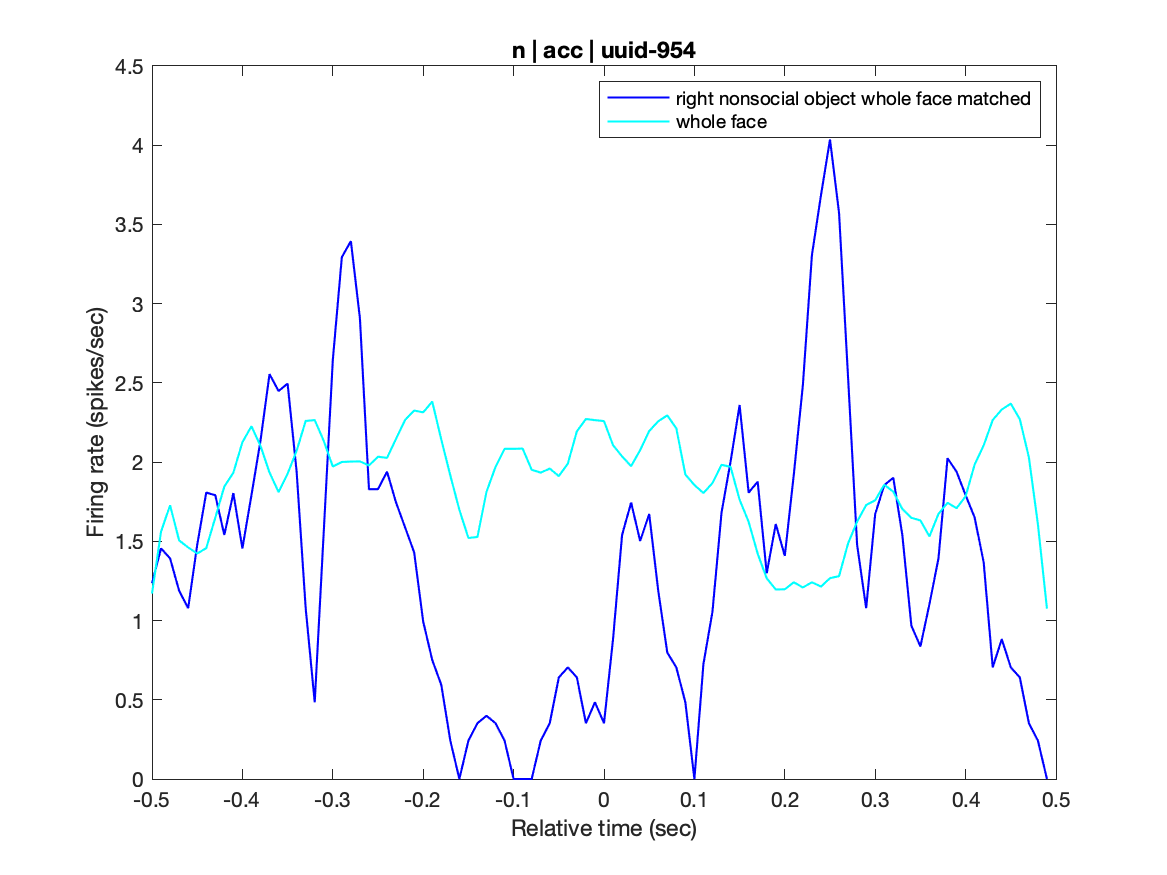 n | acc | uuid-954
right nonsocial object whole face matched
whole face
Firing rate (spikes/sec)
4.5
4
3.5
3
2.5
2
1.5
1
0.5
0
-0.5 -0.4 -0.3 -0.2 -0.1 0 0.1 0.2 0.3 0.4 0.5
Relative time (sec)